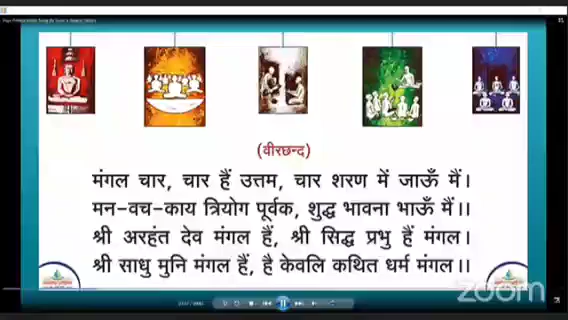 (वीरछन्द)
मंगल चार, चार हैं उत्तम, चार शरण में जाऊँ मैं।
मन-वच-काय त्रियोग पूर्वक, शुद्ध भावना भाऊँ मैं।।
श्री अरहंत देव मंगल हैं, श्री सिद्ध प्रभु हैं मंगल।
श्री साधु मुनि मंगल हैं, है केवलि कथित धर्म मंगल।।
zoom